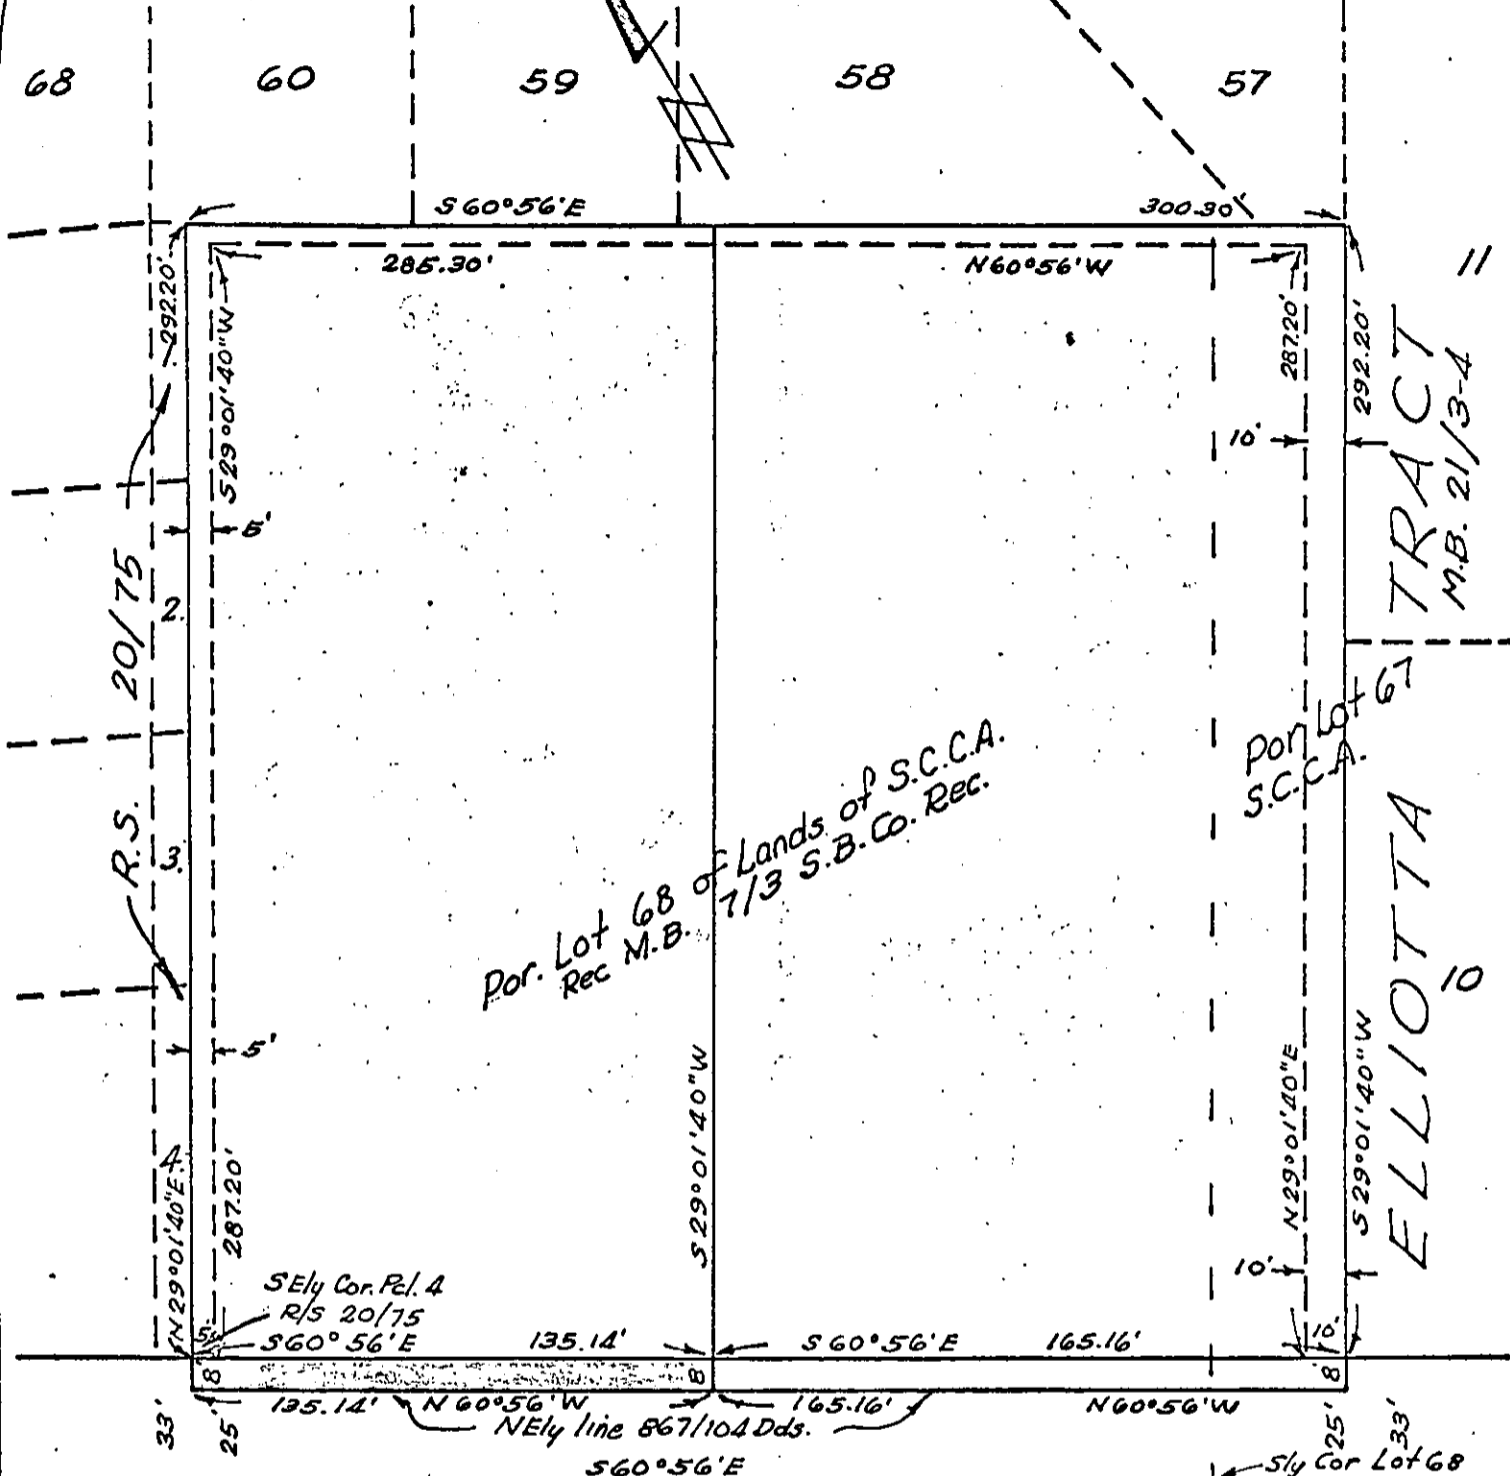 68 60 59 58 57
S60°56'E 300.30'
285.30' N60°56'W
292.20'
S29°01'40"W
287.20'
292.20'
11
TRACT
M.B. 21/3-4
10'
5'
R.S. 20/75
2.
3.
4.
Por. Lot 67
S.C.C.A.
Por. Lot 68 of Lands of S.C.C.A.
Rec M.B. 7/3 S.B. Co. Rec.
ELLIOTTA
10
5'
S29°01'40"W
N29°01'40"E
S29°01'40"W
N29°01'40"E
287.20'
10'
SEly Cor. Pcl. 4
R/S 20/75
5' S60°56'E 135.14' S60°56'E 165.16' 10'
8 8 8
135.14' N60°56'W 165.16' N60°56'W
33' 25' 25' 33'
NEly line 867/104 Dds.
S60°56'E
Sly Cor Lot 68